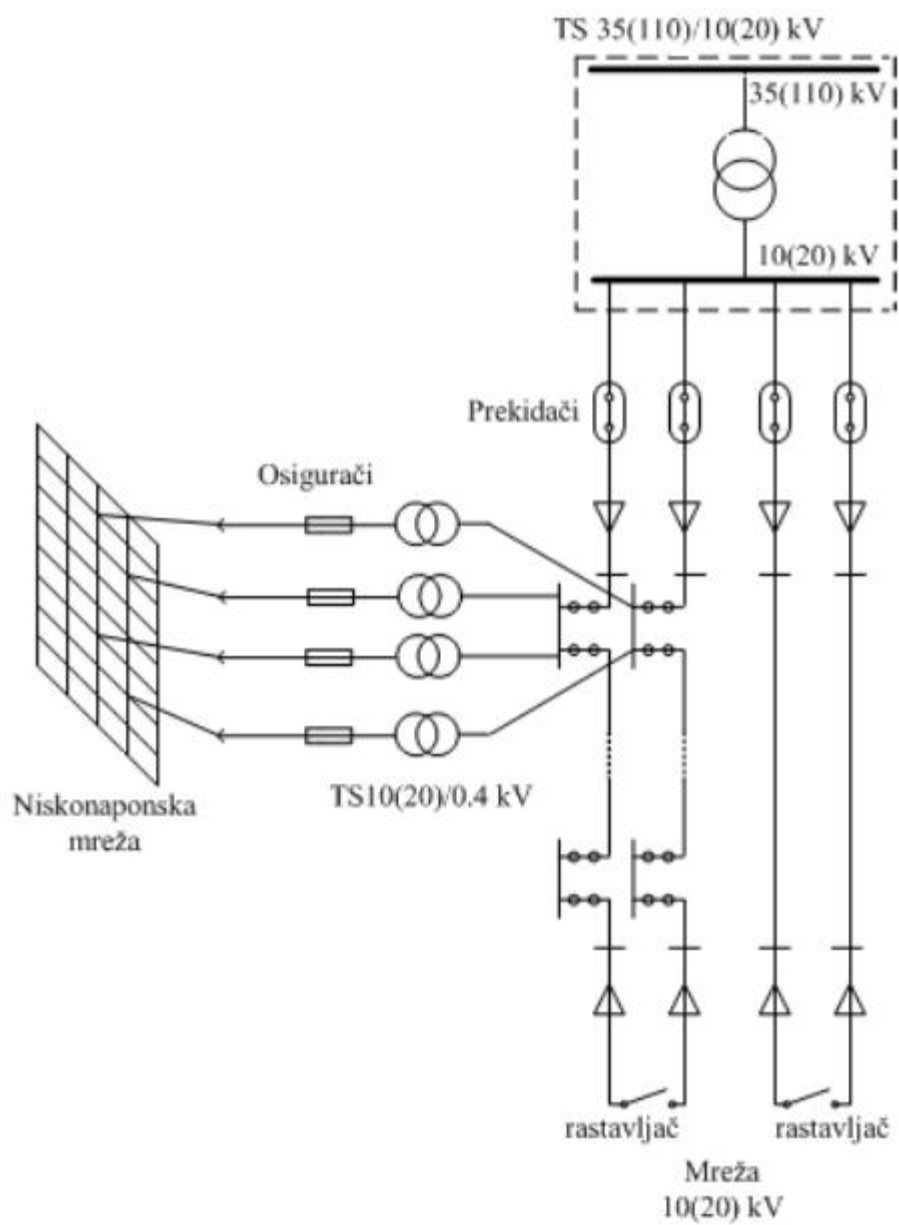 TS 35(110)/10(20) kV
35(110) kV
10(20) kV
Prekidači
Osigurači
TS10(20)/0.4 kV
Niskonaponska
mreža
rastavljač
rastavljač
Mreža
10(20) kV